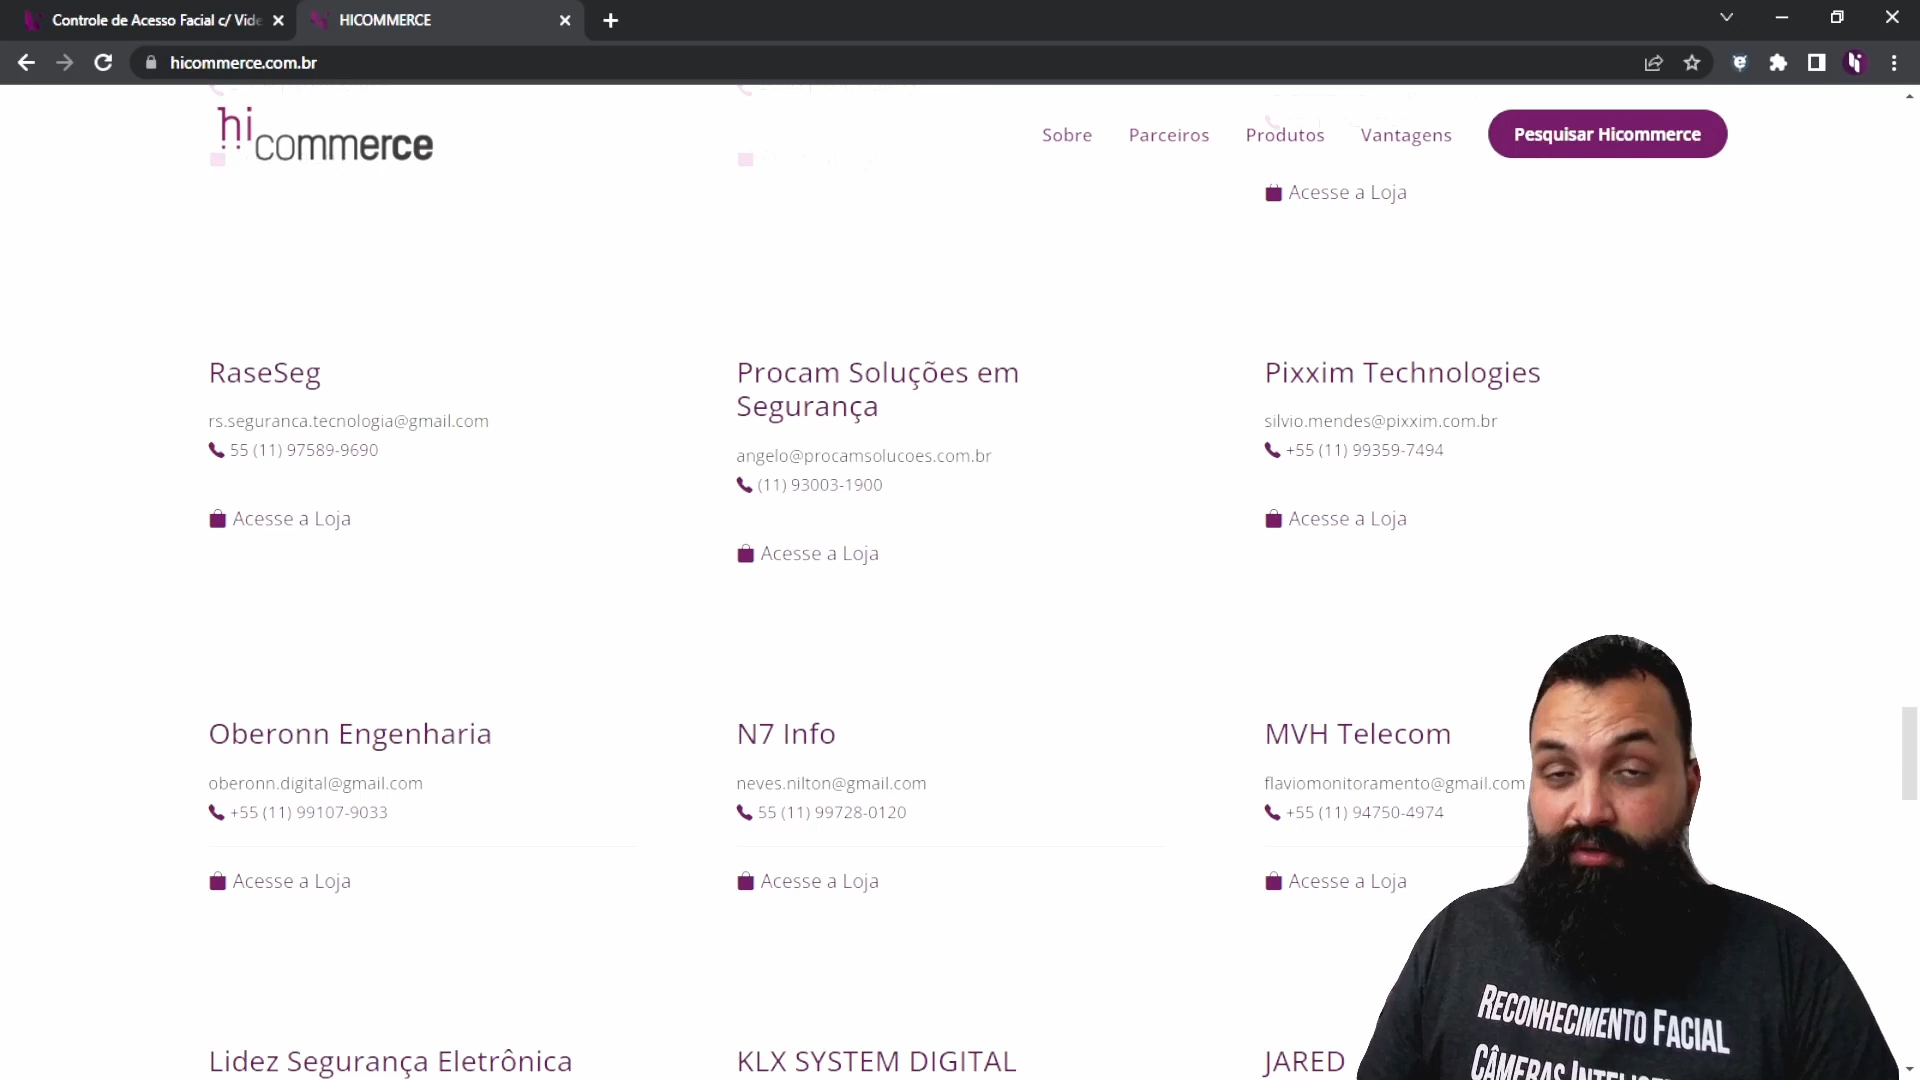 Controle de Acesso Facial c/ Vide
HICOMMERCE
hicommerce.com.br
hi commerce
Sobre
Parceiros
Produtos
Vantagens
Pesquisar Hicommerce
Acesse a Loja
RaseSeg
rs.seguranca.tecnologia@gmail.com
55 (11) 97589-9690
Acesse a Loja
Procam Soluções em
Segurança
angelo@procamsolucoes.com.br
(11) 93003-1900
Acesse a Loja
Pixxim Technologies
silvio.mendes@pixxim.com.br
+55 (11) 99359-7494
Acesse a Loja
Oberonn Engenharia
oberonn.digital@gmail.com
+55 (11) 99107-9033
Acesse a Loja
N7 Info
neves.nilton@gmail.com
55 (11) 99728-0120
Acesse a Loja
MVH Telecom
flaviomonitoramento@gmail.com
+55 (11) 94750-4974
Acesse a Loja
Lidez Segurança Eletrônica
KLX SYSTEM DIGITAL
JARED
RECONHECIMENTO FACIAL
CÂMERAS